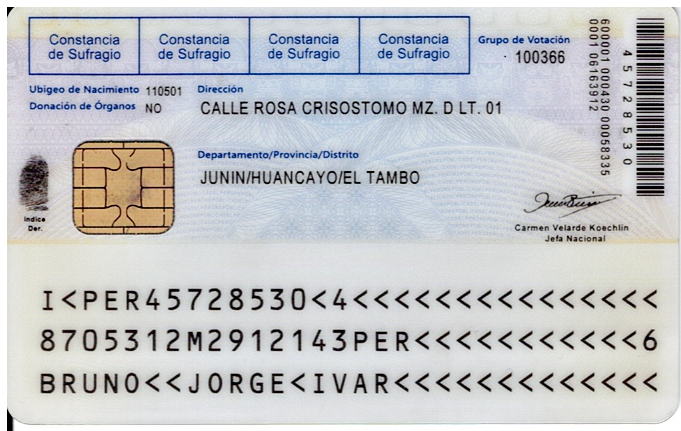 Constancia de Sufragio
Constancia de Sufragio
Constancia de Sufragio
Constancia de Sufragio
Grupo de Votación
100366
Ubigeo de Nacimiento 110501
Donación de Órganos NO
Dirección
CALLE ROSA CRISOSTOMO MZ. D LT. 01
Departamento/Provincia/Distrito
JUNIN/HUANCAYO/EL TAMBO
Indice
Der.
Carmen Velarde Koechlin
Jefa Nacional
600001 000430 00058335
0001 06163912
45728530
I<PER45728530<4<<<<<<<<<<<<<<<
8705312M2912143PER<<<<<<<<<<<6
BRUNO<<JORGE<IVAR<<<<<<<<<<<<<